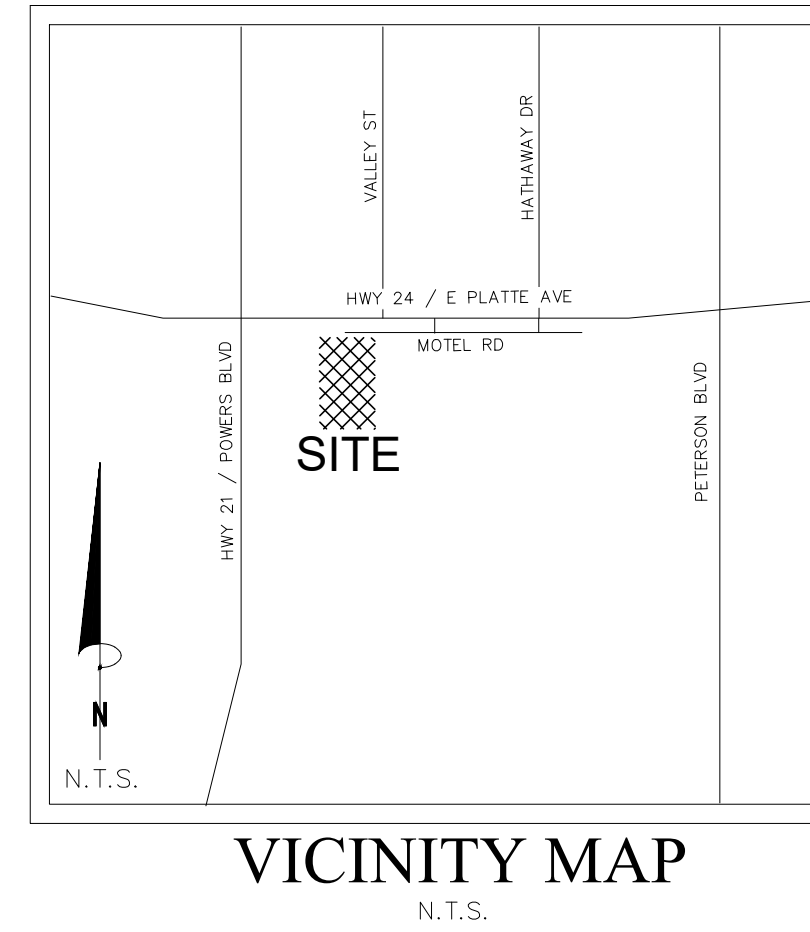 VALLEY ST
HATHAWAY DR
HWY 24 / E PLATTE AVE
MOTEL RD
HWY 21 / POWERS BLVD
PETERSON BLVD
SITE
N
N.T.S.
VICINITY MAP
N.T.S.